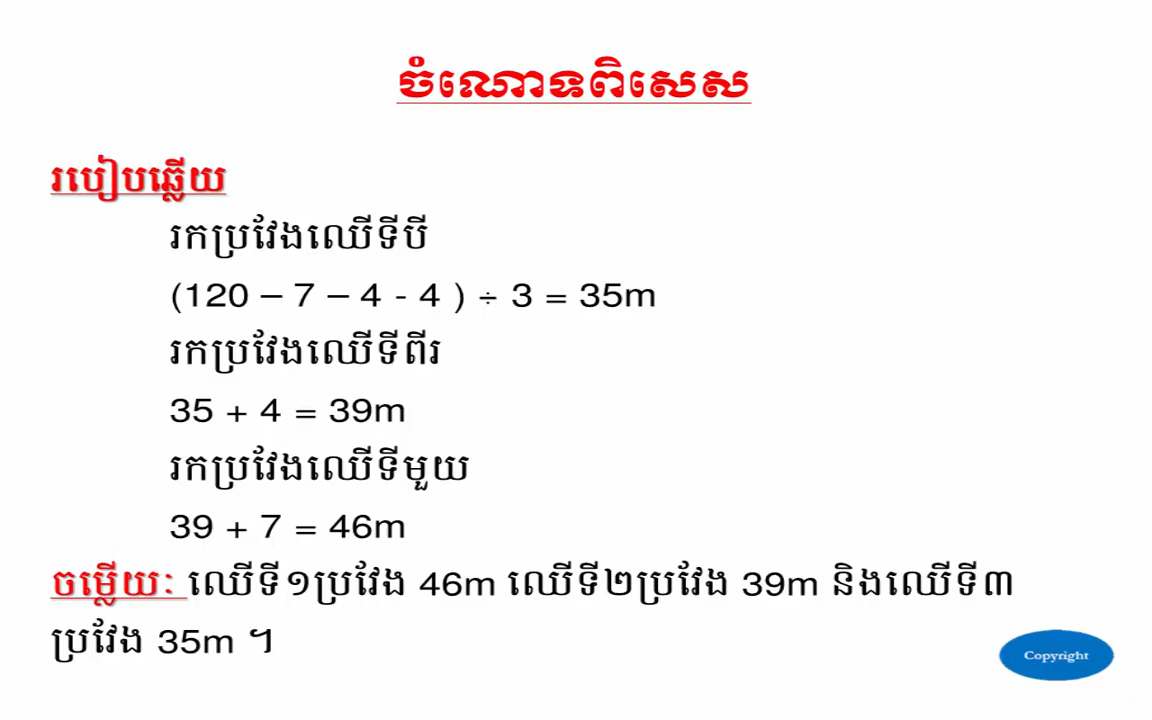 ចំណោទពិសេស
របៀបឆ្លើយ
រកប្រវែងឈើទីបី
(120 – 7 – 4 - 4 ) ÷ 3 = 35m
រកប្រវែងឈើទីពីរ
35 + 4 = 39m
រកប្រវែងឈើទីមួយ
39 + 7 = 46m
ចម្លើយ: ឈើទី១ប្រវែង 46m ឈើទី២ប្រវែង 39m និងឈើទី៣
ប្រវែង 35m ។
Copyright